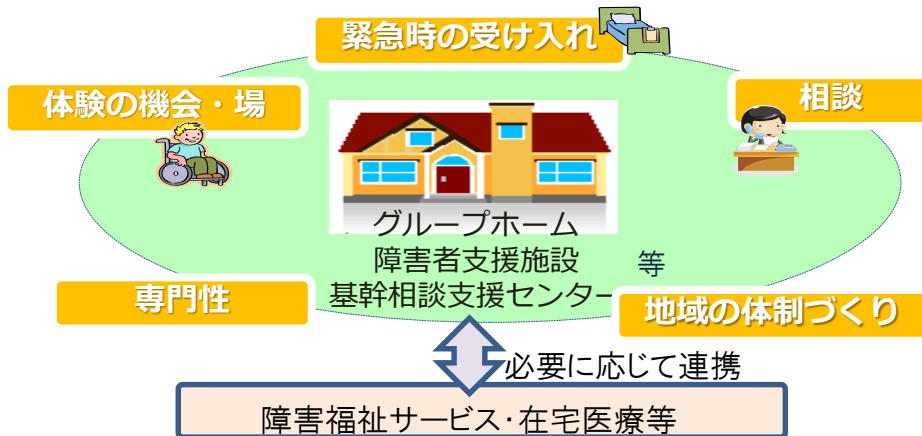 緊急時の受け入れ
体験の機会・場
相談
グループホーム
障害者支援施設 等
基幹相談支援センター
専門性
地域の体制づくり
必要に応じて連携
障害福祉サービス・在宅医療等